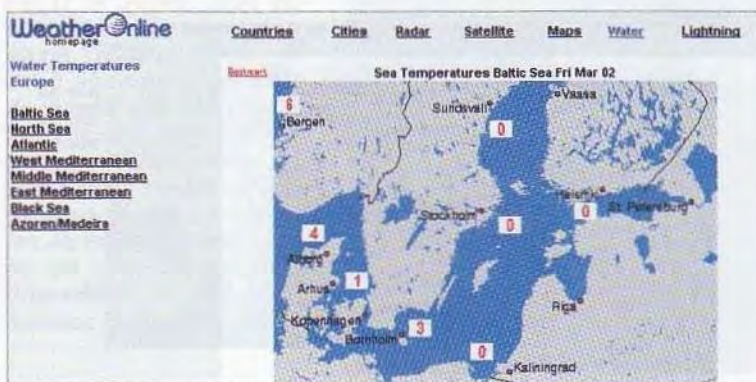 WeatherOnline
homepage
Countries Cities Radar Satellite Maps Water Lightning
Water Temperatures
Europe
Baltic Sea
North Sea
Atlantic
West Mediterranean
Middle Mediterranean
East Mediterranean
Black Sea
Azoren/Madeira
Sea Temperatures Baltic Sea Fri Mar 02
6
Bergen
Sundsvall
Vaasa
0
Helsinki
St. Petersburg
0
Stockholm
0
4
Alborg
Arhus
1
Riga
Kopenhagen
3
Bornholm
0
Kaliningrad